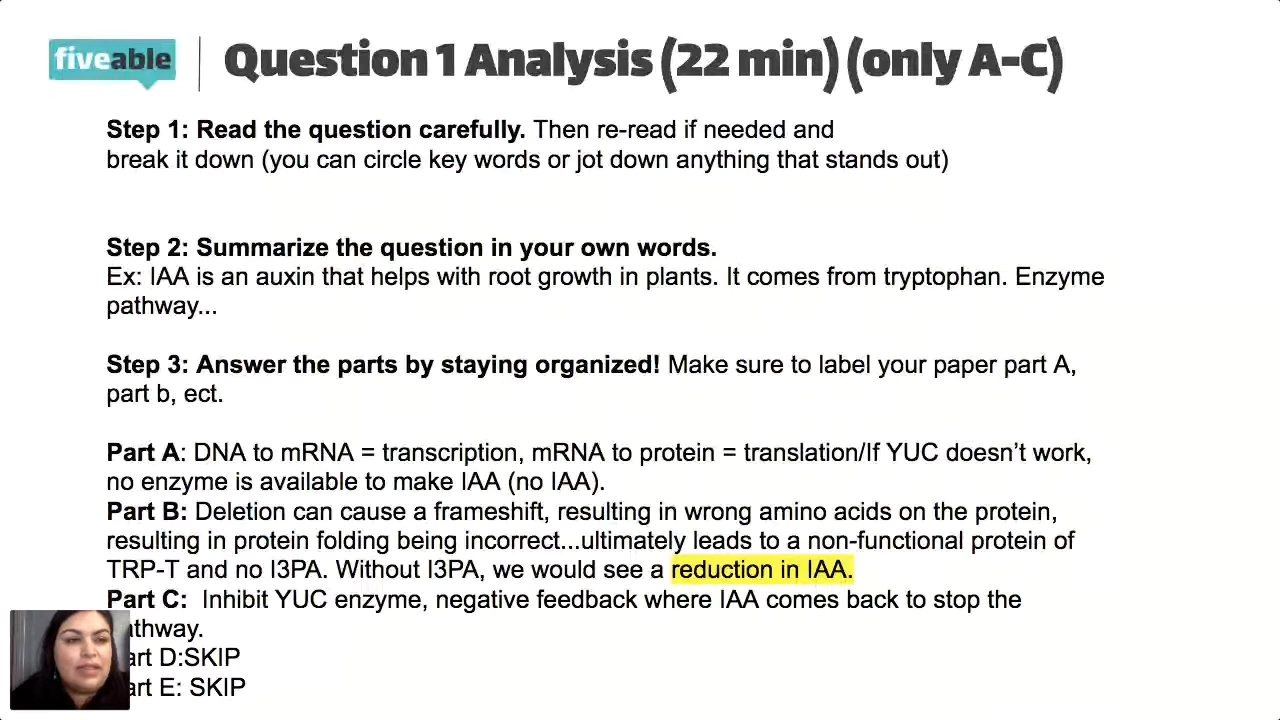 fiveable
Question 1 Analysis (22 min) (only A-C)
Step 1: Read the question carefully. Then re-read if needed and
break it down (you can circle key words or jot down anything that stands out)
Step 2: Summarize the question in your own words.
Ex: IAA is an auxin that helps with root growth in plants. It comes from tryptophan. Enzyme
pathway...
Step 3: Answer the parts by staying organized! Make sure to label your paper part A,
part b, ect.
Part A: DNA to mRNA = transcription, mRNA to protein = translation/If YUC doesn’t work,
no enzyme is available to make IAA (no IAA).
Part B: Deletion can cause a frameshift, resulting in wrong amino acids on the protein,
resulting in protein folding being incorrect...ultimately leads to a non-functional protein of
TRP-T and no I3PA. Without I3PA, we would see a reduction in IAA.
Part C: Inhibit YUC enzyme, negative feedback where IAA comes back to stop the
athway.
art D:SKIP
art E: SKIP